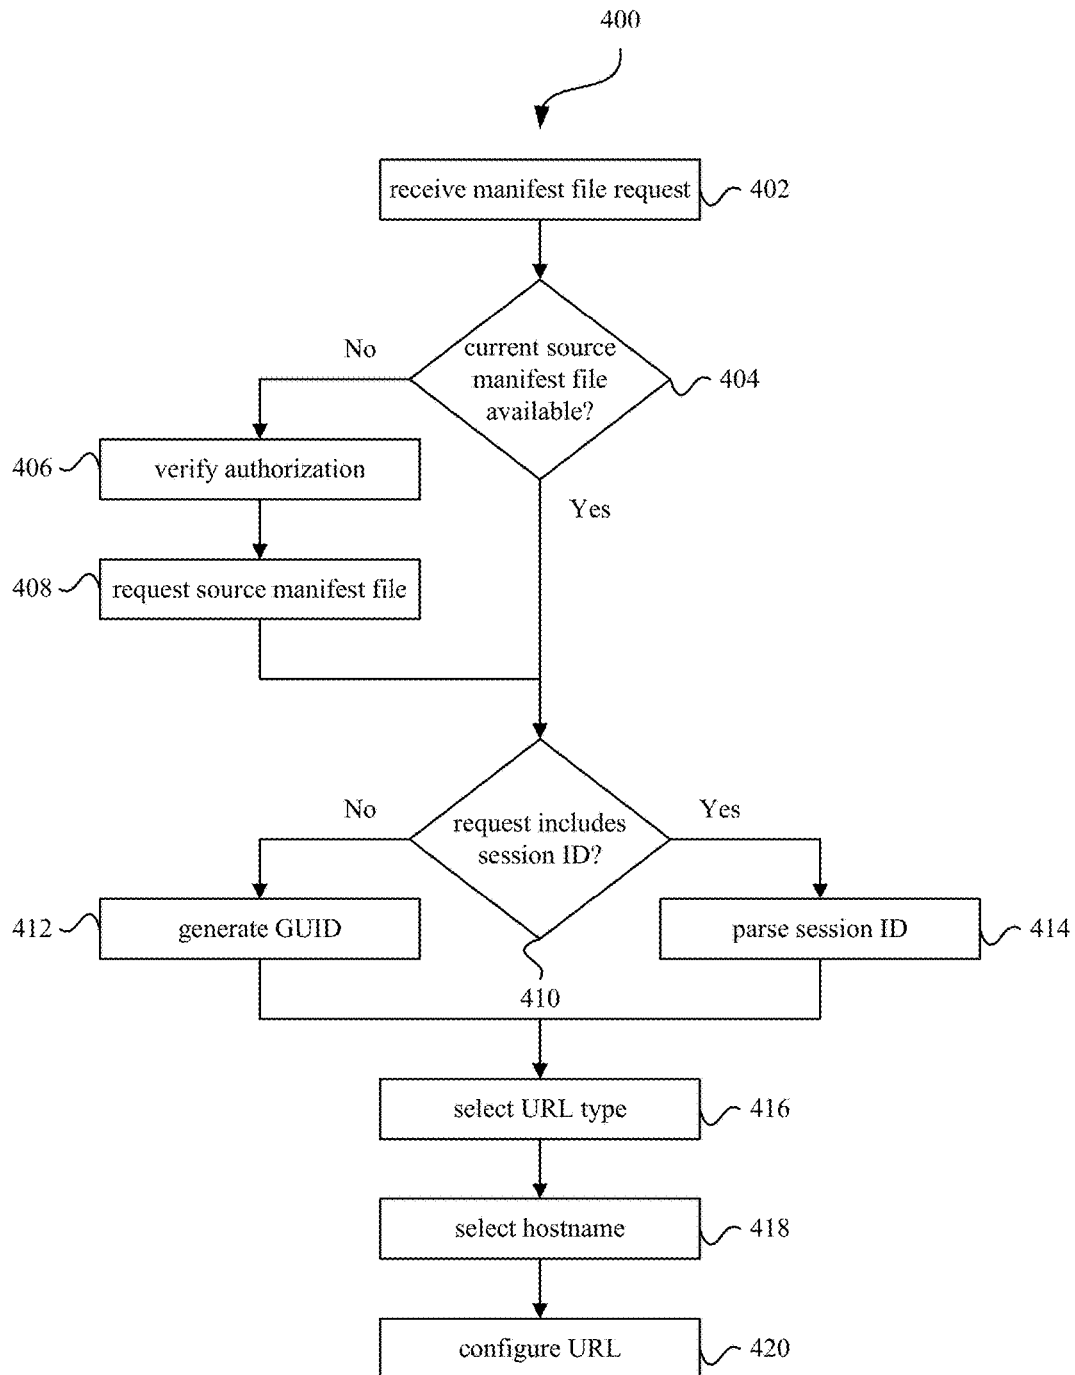 400
receive manifest file request
402
No
current source
manifest file
available?
404
406
verify authorization
Yes
408
request source manifest file
No
request includes
session ID?
Yes
412
generate GUID
410
parse session ID
414
select URL type
416
select hostname
418
configure URL
420